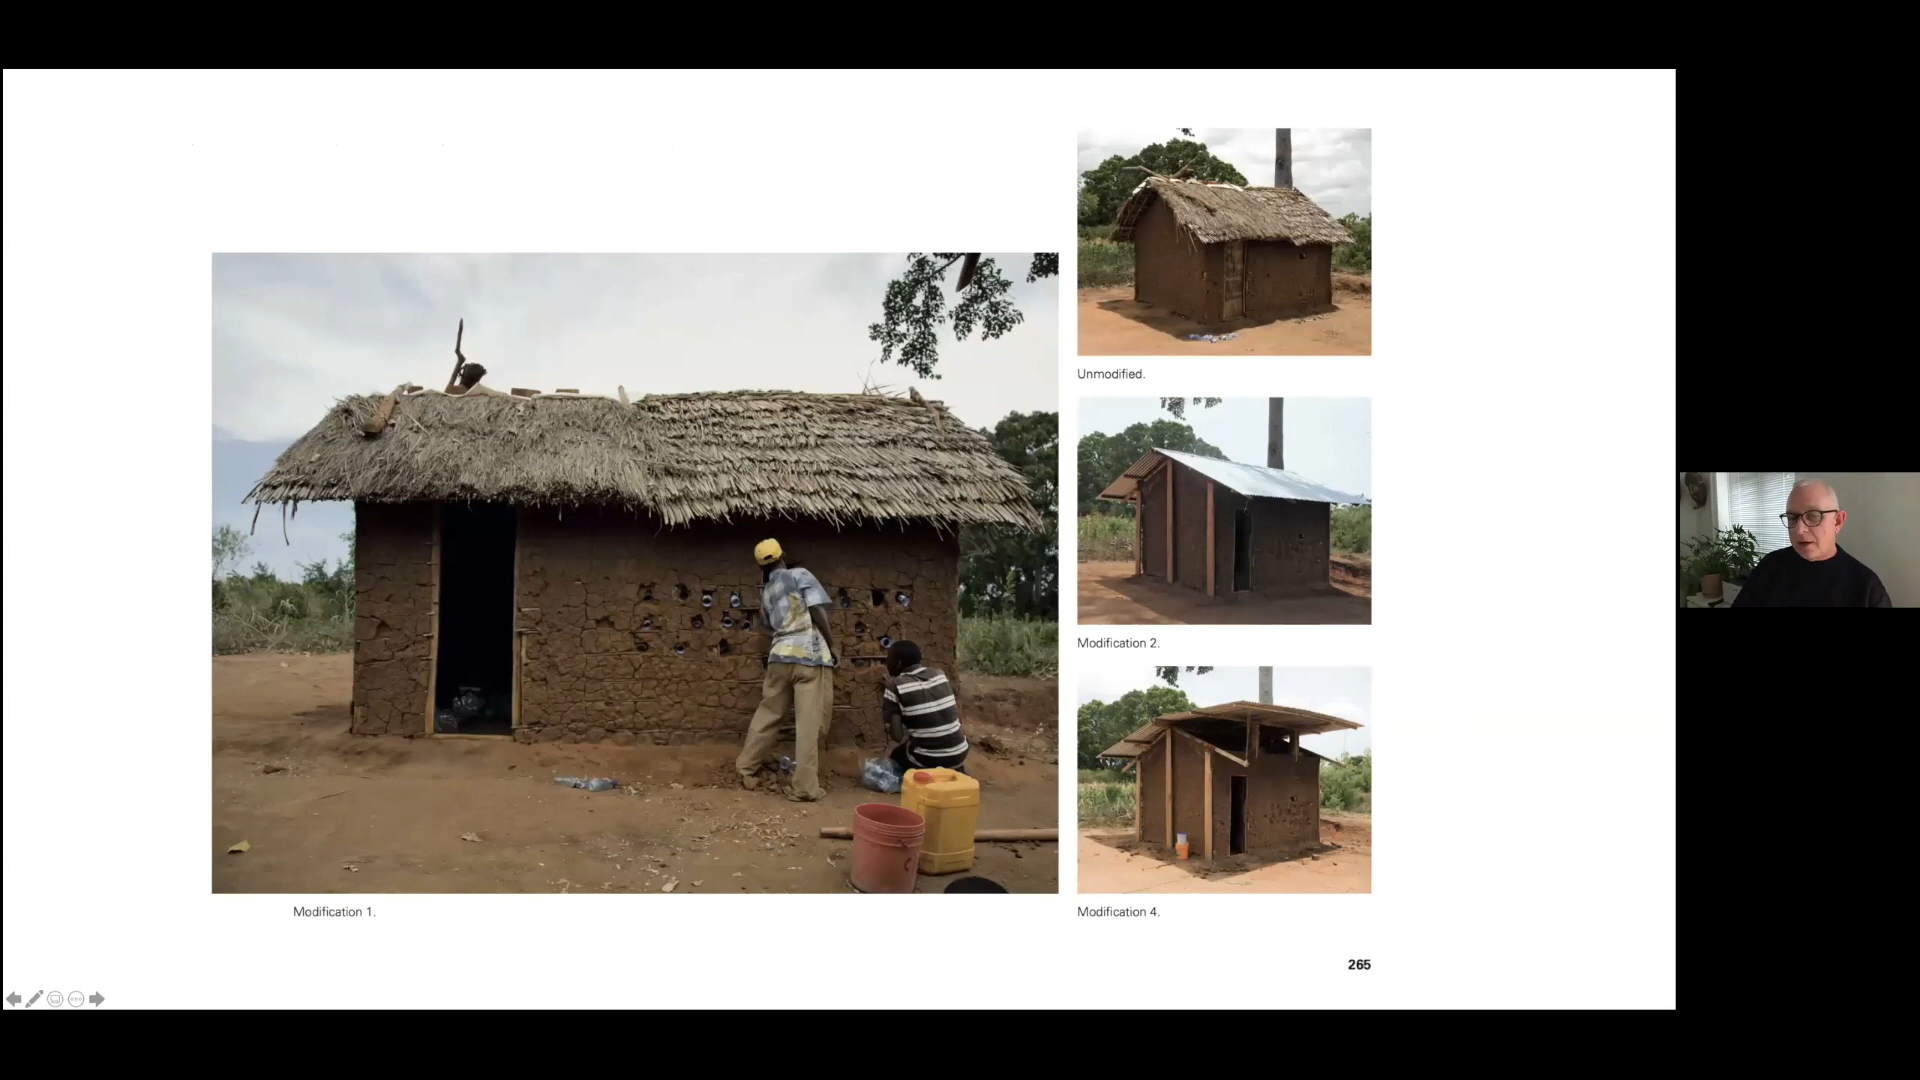 Unmodified.
Modification 2.
Modification 1.
Modification 4.
265